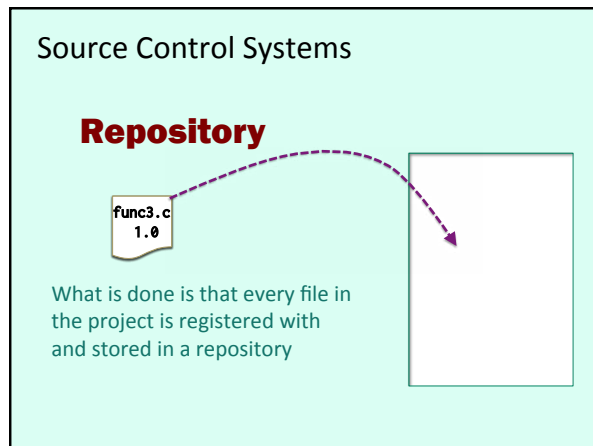 Source Control Systems
Repository
func3.c
1.0
What is done is that every file in
the project is registered with
and stored in a repository